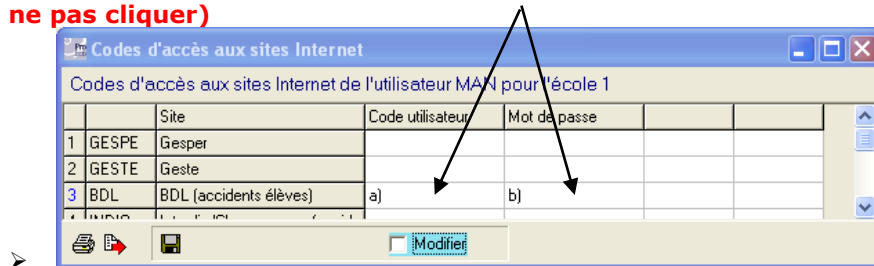 ne pas cliquer)
Codes d'accès aux sites Internet
Codes d'accès aux sites Internet de l'utilisateur MAN pour l'école 1
Site Code utilisateur Mot de passe
1 GESPE Gesper
2 GESTE Geste
3 BDL BDL (accidents élèves) a) b)
Modifier